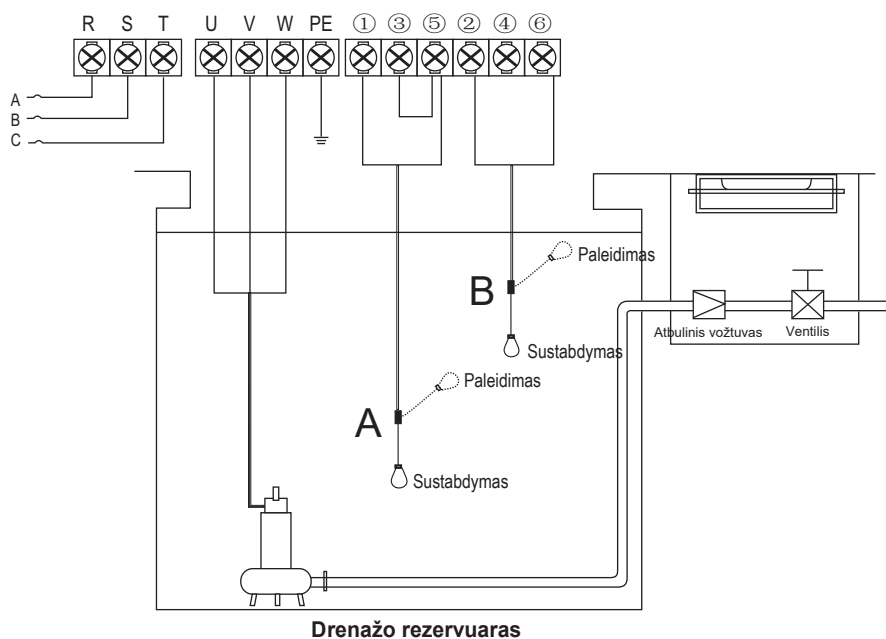 R S T U V W PE ① ③ ⑤ ② ④ ⑥
A
B
C
Paleidimas
B
Sustabdymas
Atbulinis vožtuvas
Ventilis
Paleidimas
A
Sustabdymas
Drenažo rezervuaras